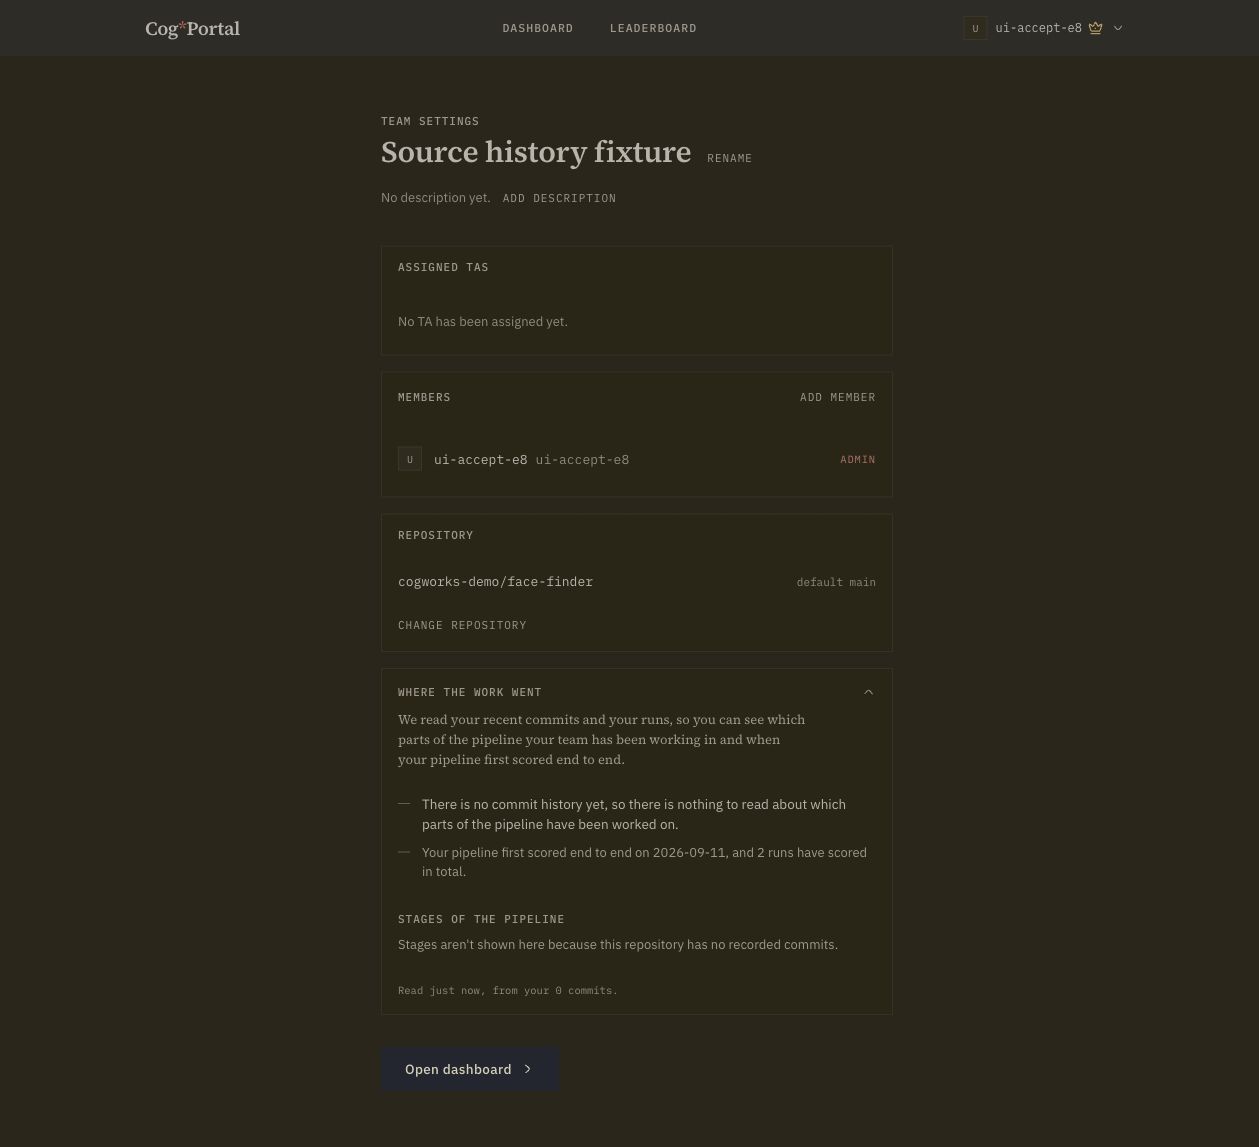 Cog*Portal
DASHBOARD
LEADERBOARD
U
ui-accept-e8
TEAM SETTINGS
Source history fixture
RENAME
No description yet.
ADD DESCRIPTION
ASSIGNED TAS
No TA has been assigned yet.
MEMBERS
ADD MEMBER
U
ui-accept-e8 ui-accept-e8
ADMIN
REPOSITORY
cogworks-demo/face-finder
default main
CHANGE REPOSITORY
WHERE THE WORK WENT
We read your recent commits and your runs, so you can see which
parts of the pipeline your team has been working in and when
your pipeline first scored end to end.
— There is no commit history yet, so there is nothing to read about which
parts of the pipeline have been worked on.
— Your pipeline first scored end to end on 2026-09-11, and 2 runs have scored
in total.
STAGES OF THE PIPELINE
Stages aren't shown here because this repository has no recorded commits.
Read just now, from your 0 commits.
Open dashboard